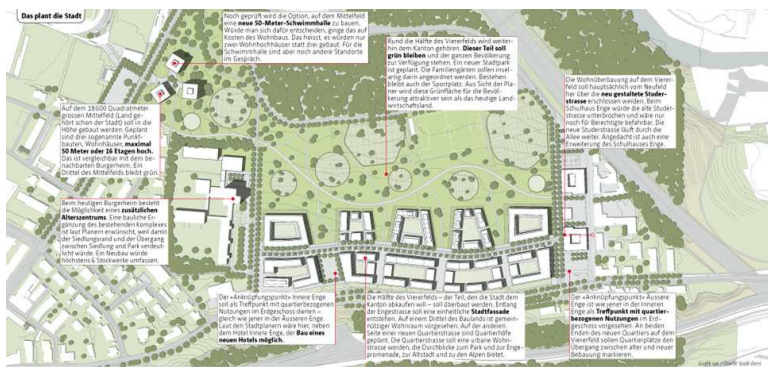 Das plant die Stadt
Noch geprüft wird die Option, auf dem Mittelfeld
eine neue 50-Meter-Schwimmhalle zu bauen.
Würde man sich dafür entscheiden, ginge das auf
Kosten des Wohnbaus. Das heisst, es würden nur
zwei Wohnhochhäuser statt drei gebaut. Für die
Schwimmhalle sind aber noch andere Standorte
im Gespräch.
Rund die Hälfte des Viererfelds wird weiter-
hin dem Kanton gehören. Dieser Teil soll
grün bleiben und der ganzen Bevölkerung
zur Verfügung stehen. Ein neuer Stadtpark
ist geplant. Die Familiengärten sollen insel-
artig darin angeordnet werden. Bestehen
bleibt auch der Sportplatz. Aus Sicht der Pla-
ner wird diese Grünfläche für die Bevöl-
kerung attraktiver sein als das heutige Land-
wirtschaftsland.
Die Wohnüberbauung auf dem Viererer-
feld soll hauptsächlich vom Neufeld
her über die neu gestaltete Studer-
strasse erschlossen werden. Beim
Schulhaus Enge würde die alte Studer-
strasse unterbrochen und wäre nur
noch für Berechtigte befahrbar. Die
neue Studerstrasse läuft durch die
Allee weiter. Angedacht ist auch eine
Erweiterung des Schulhauses Enge.
Auf dem 18600 Quadratmeter
grossen Mittelfeld (Land ge-
hört schon der Stadt) soll in die
Höhe gebaut werden. Geplant
sind drei sogenannte Punkt-
bauten, Wohnhäuser, maximal
50 Meter oder 16 Etagen hoch.
Das ist vergleichbar mit dem be-
nachbarten Burgerheim. Ein
Drittel des Mittelfelds bleibt grün.
Beim heutigen Burgerheim besteht
die Möglichkeit eines zusätzlichen
Alterszentrums. Eine bauliche Er-
gänzung des bestehenden Komplexes
ist laut Planern erwünscht, weil damit
der Siedlungsrand und der Übergang
zwischen Siedlung und Park verdeut-
licht würde. Ein Neubau würde
höchstens 6 Stockwerke umfassen.
Der «Anknüpfungspunkt» Innere Enge
soll als Treffpunkt mit quartierbezogenen
Nutzungen im Erdgeschoss dienen –
gleich wie jener in der Äusseren Enge.
Laut den Stadtplanern wäre hier, neben
dem Hotel Innere Enge, der Bau eines
neuen Hotels möglich.
Die Hälfte des Viererfelds – der Teil, den die Stadt dem
Kanton abkaufen will – soll überbaut werden. Entlang
der Engestrasse soll eine einheitliche Stadtfassade
entstehen. Auf einem Drittel des Baulands ist gemein-
nütziger Wohnraum vorgesehen. Auf der anderen
Seite einer neuen Quartierstrasse sind Quartierhöfe
geplant. Die Quartierstrasse soll eine urbane Wohn-
strasse werden, die Durchblicke zum Park und zur Enge-
promenade, zur Altstadt und zu den Alpen bietet.
Der «Anknüpfungspunkt» Äussere
Enge ist wie jener in der Inneren
Enge als Treffpunkt mit quartier-
bezogenen Nutzungen im Erd-
geschoss vorgesehen. An beiden
Enden des neuen Quartiers auf dem
Viererfeld sollen Quartierplätze den
Übergang zwischen alter und neuer
Bebauung markieren.